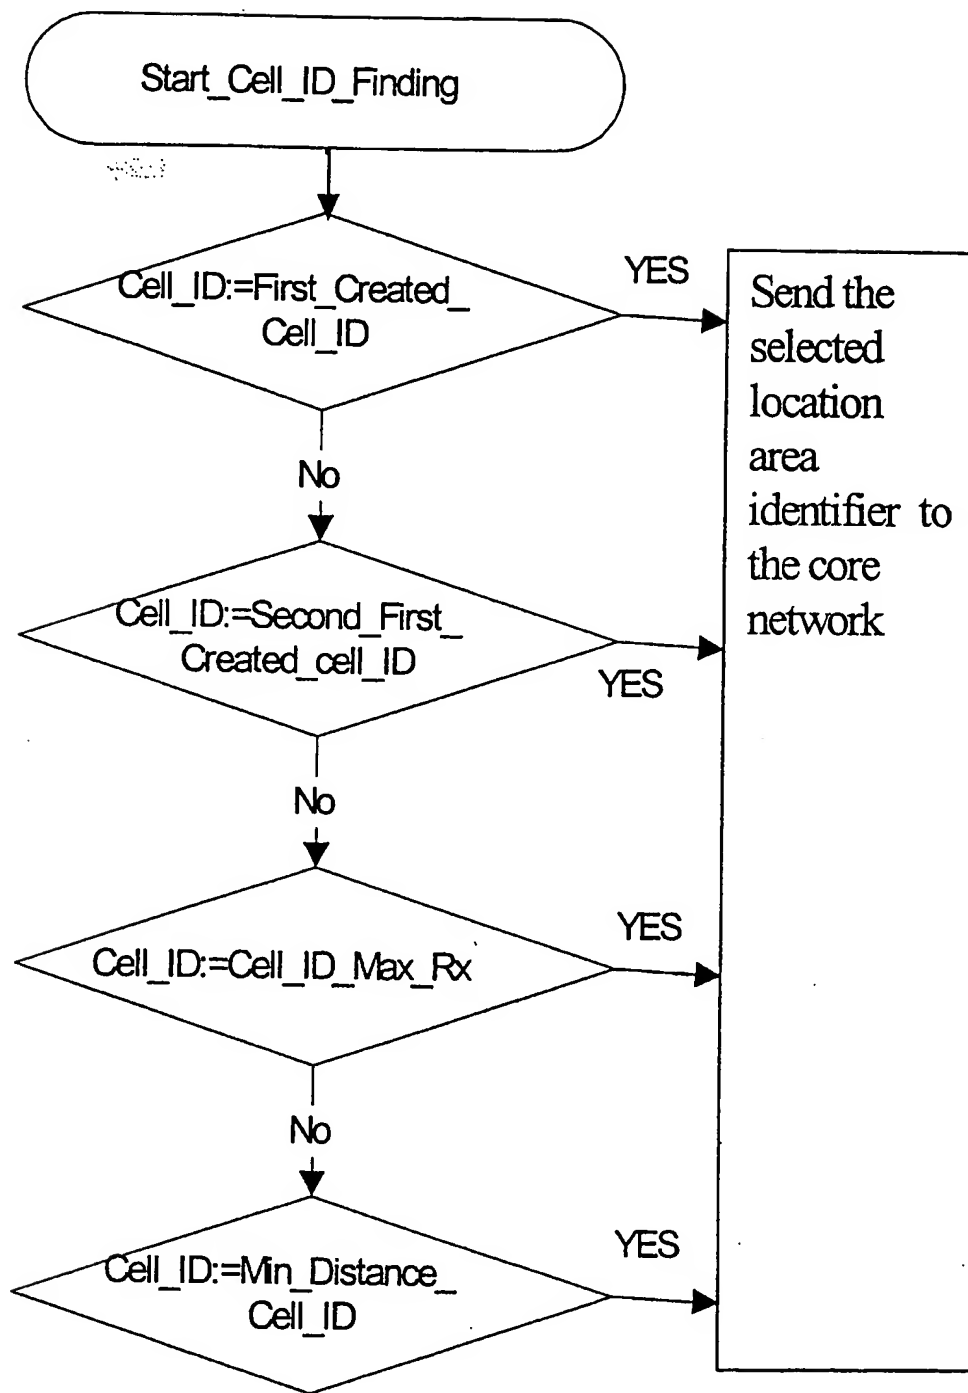 Start_Cell_ID_Finding
Cell_ID:=First_Created_
Cell_ID
YES
Send the
selected
location
area
identifier to
the core
network
No
Cell_ID:=Second_First_
Created_cell_ID
YES
No
Cell_ID:=Cell_ID_Max_Rx
YES
No
Cell_ID:=Min_Distance_
Cell_ID
YES